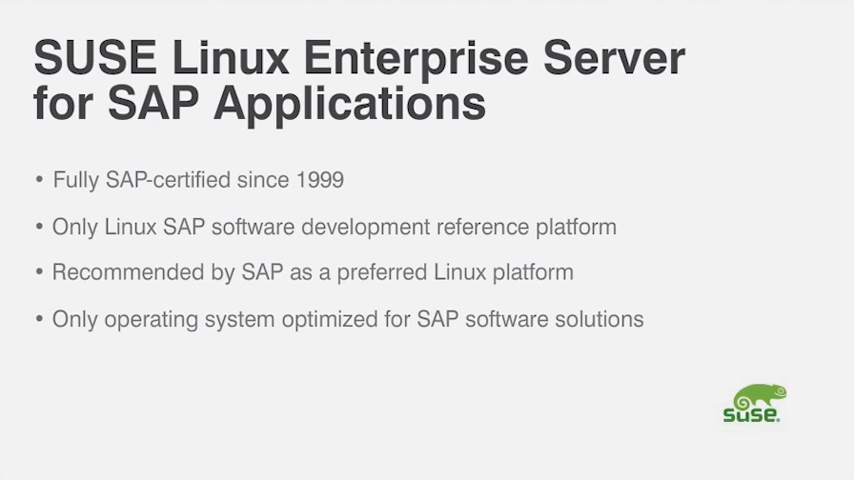 SUSE Linux Enterprise Server
for SAP Applications
• Fully SAP-certified since 1999
• Only Linux SAP software development reference platform
• Recommended by SAP as a preferred Linux platform
• Only operating system optimized for SAP software solutions
suse.